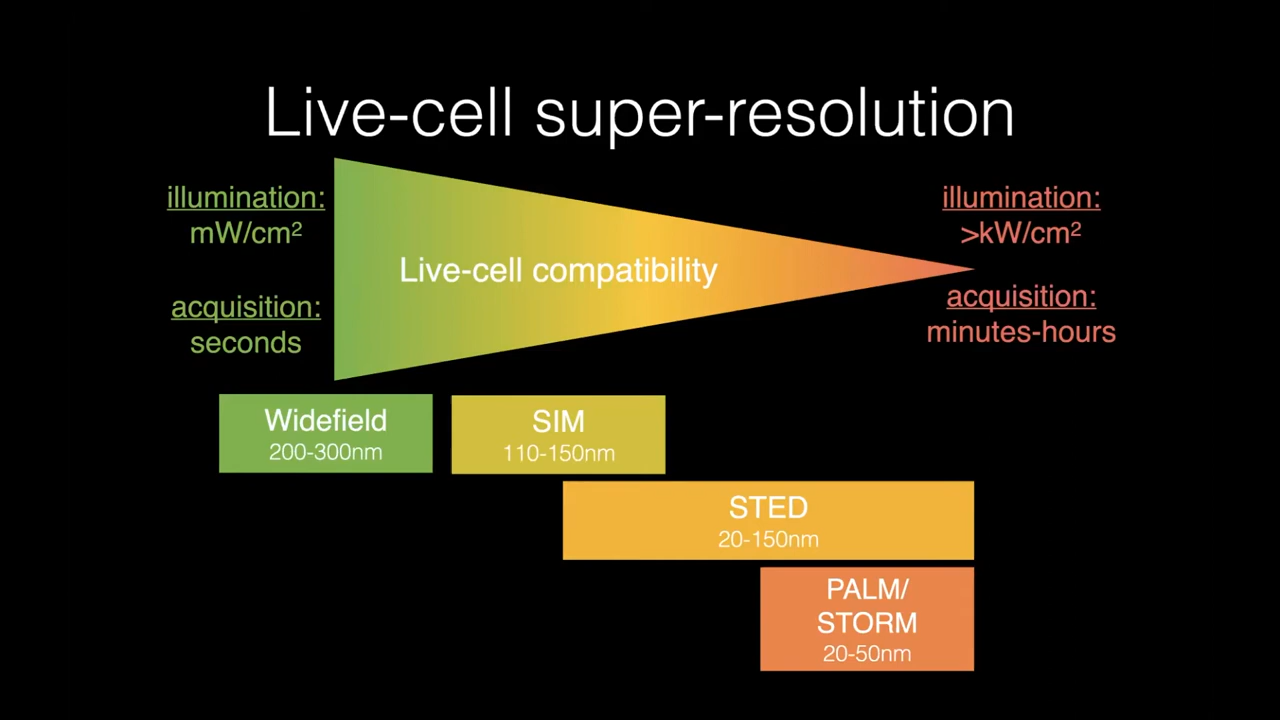 Live-cell super-resolution
illumination:
mW/cm²
acquisition:
seconds
Live-cell compatibility
illumination:
>kW/cm²
acquisition:
minutes-hours
Widefield
200-300nm
SIM
110-150nm
STED
20-150nm
PALM/
STORM
20-50nm